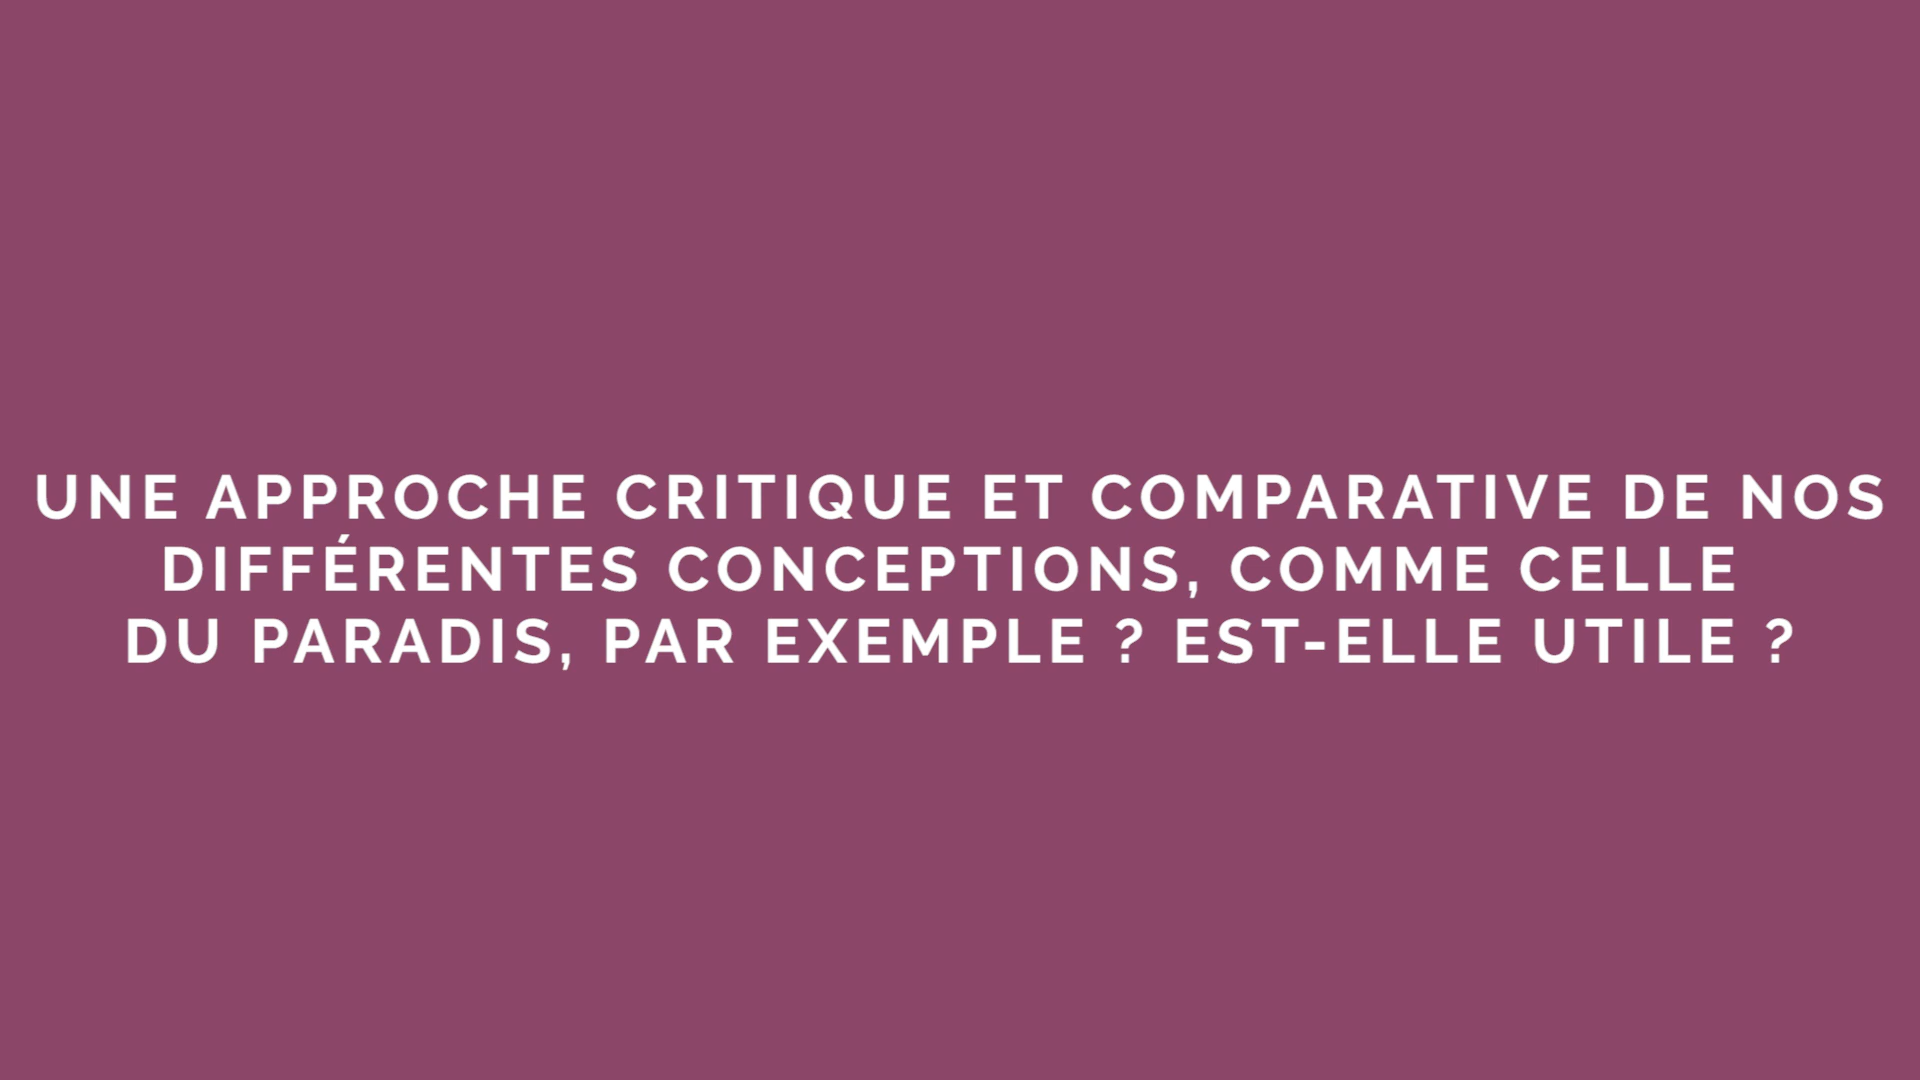 UNE APPROCHE CRITIQUE ET COMPARATIVE DE NOS
DIFFÉRENTES CONCEPTIONS, COMME CELLE
DU PARADIS, PAR EXEMPLE ? EST-ELLE UTILE ?